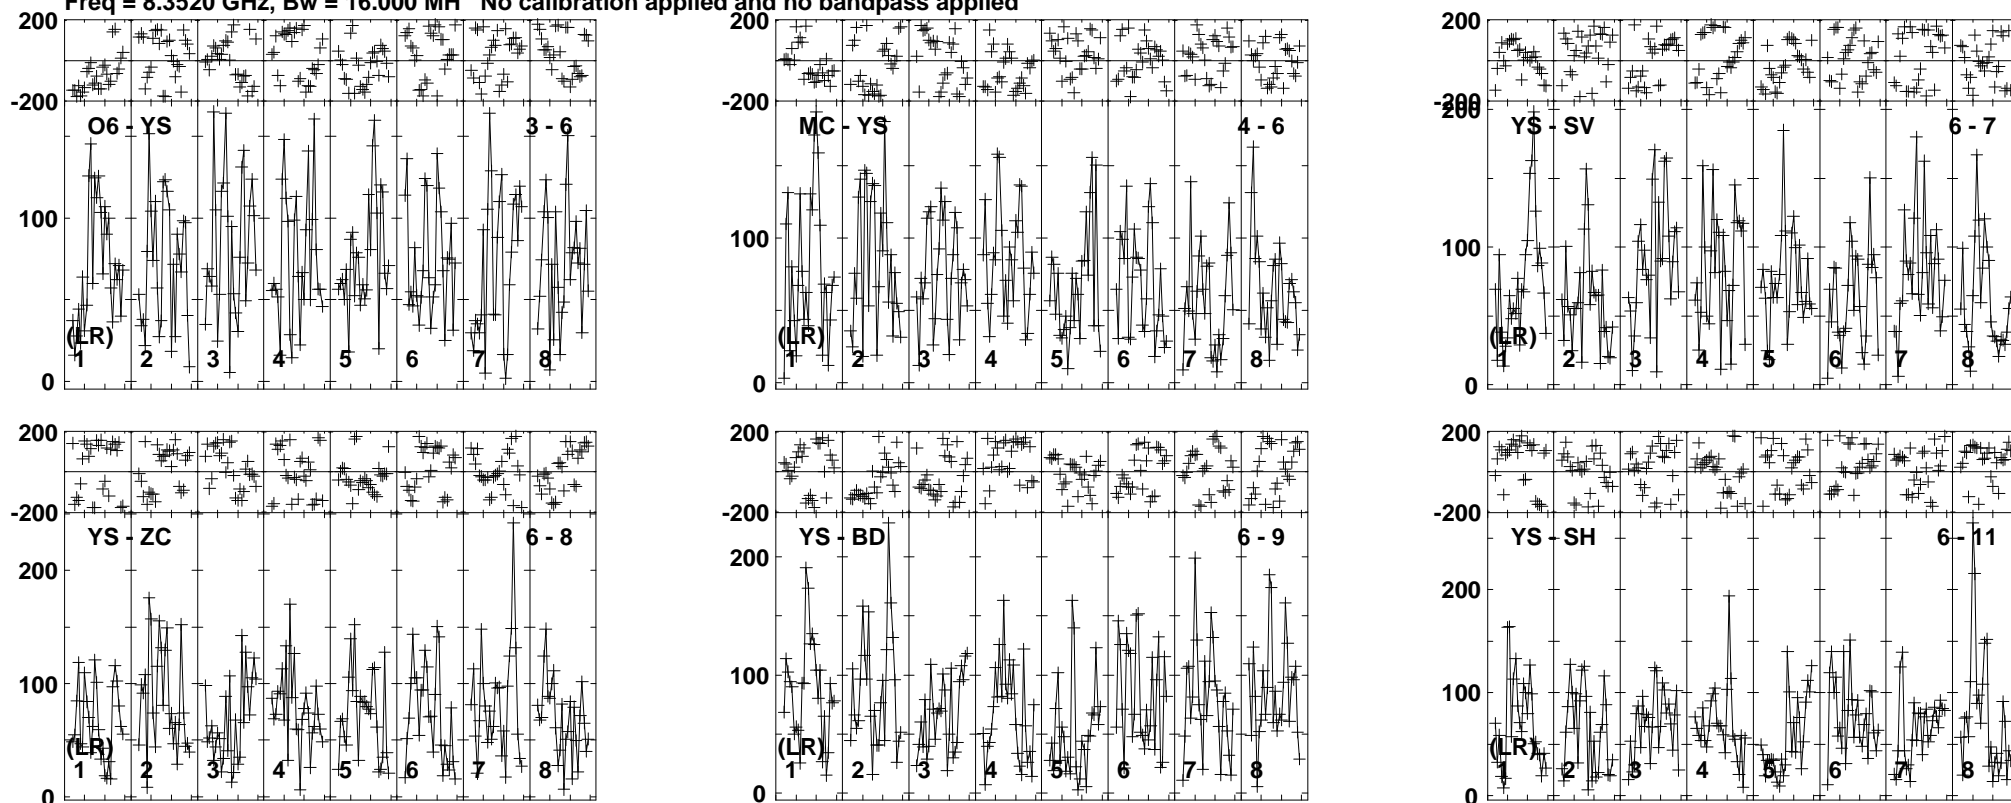 Freq = 8.3520 GHz, Bw = 16.000 MH No calibration applied and no bandpass applied
200
-200
O6 - YS 3 - 6
100
0
(LR)
1 2 3 4 5 6 7 8
200
-200
MC - YS 4 - 6
100
0
(LR)
1 2 3 4 5 6 7 8
200
-200
200
YS - SV 6 - 7
100
0
(LR)
1 2 3 4 5 6 7 8
200
-200
YS - ZC 6 - 8
200
100
0
(LR)
1 2 3 4 5 6 7 8
200
-200
YS - BD 6 - 9
200
100
0
(LR)
1 2 3 4 5 6 7 8
200
-200
YS - SH 6 - 11
200
100
0
(LR)
1 2 3 4 5 6 7 8